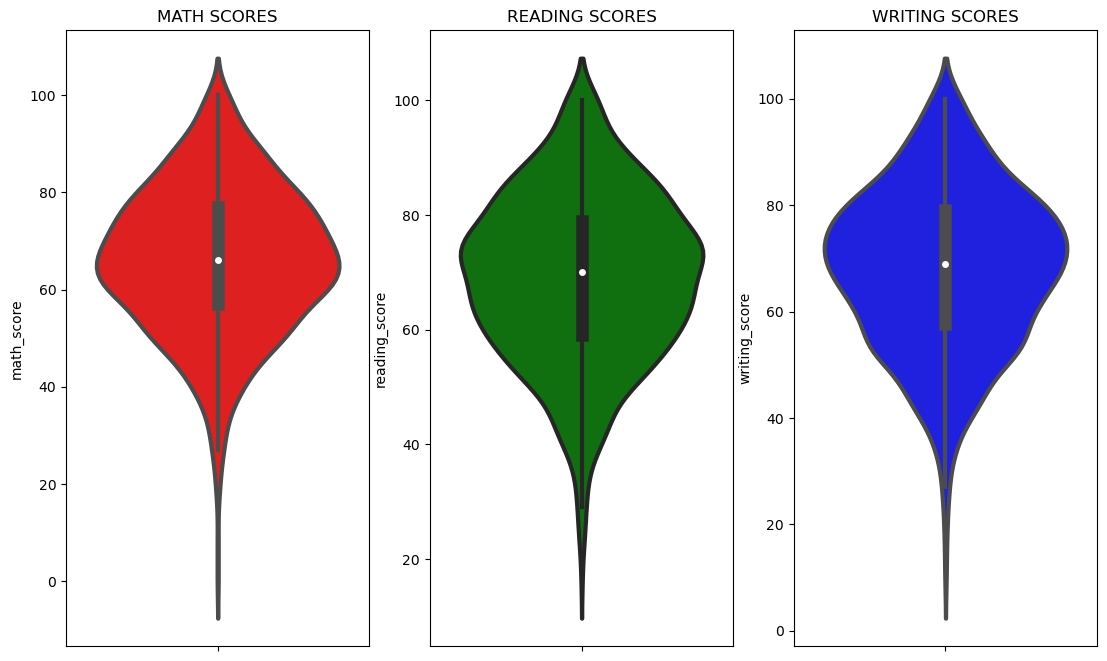 MATH SCORES
math_score
100
80
60
40
20
0
READING SCORES
reading_score
100
80
60
40
20
WRITING SCORES
writing_score
100
80
60
40
20
0